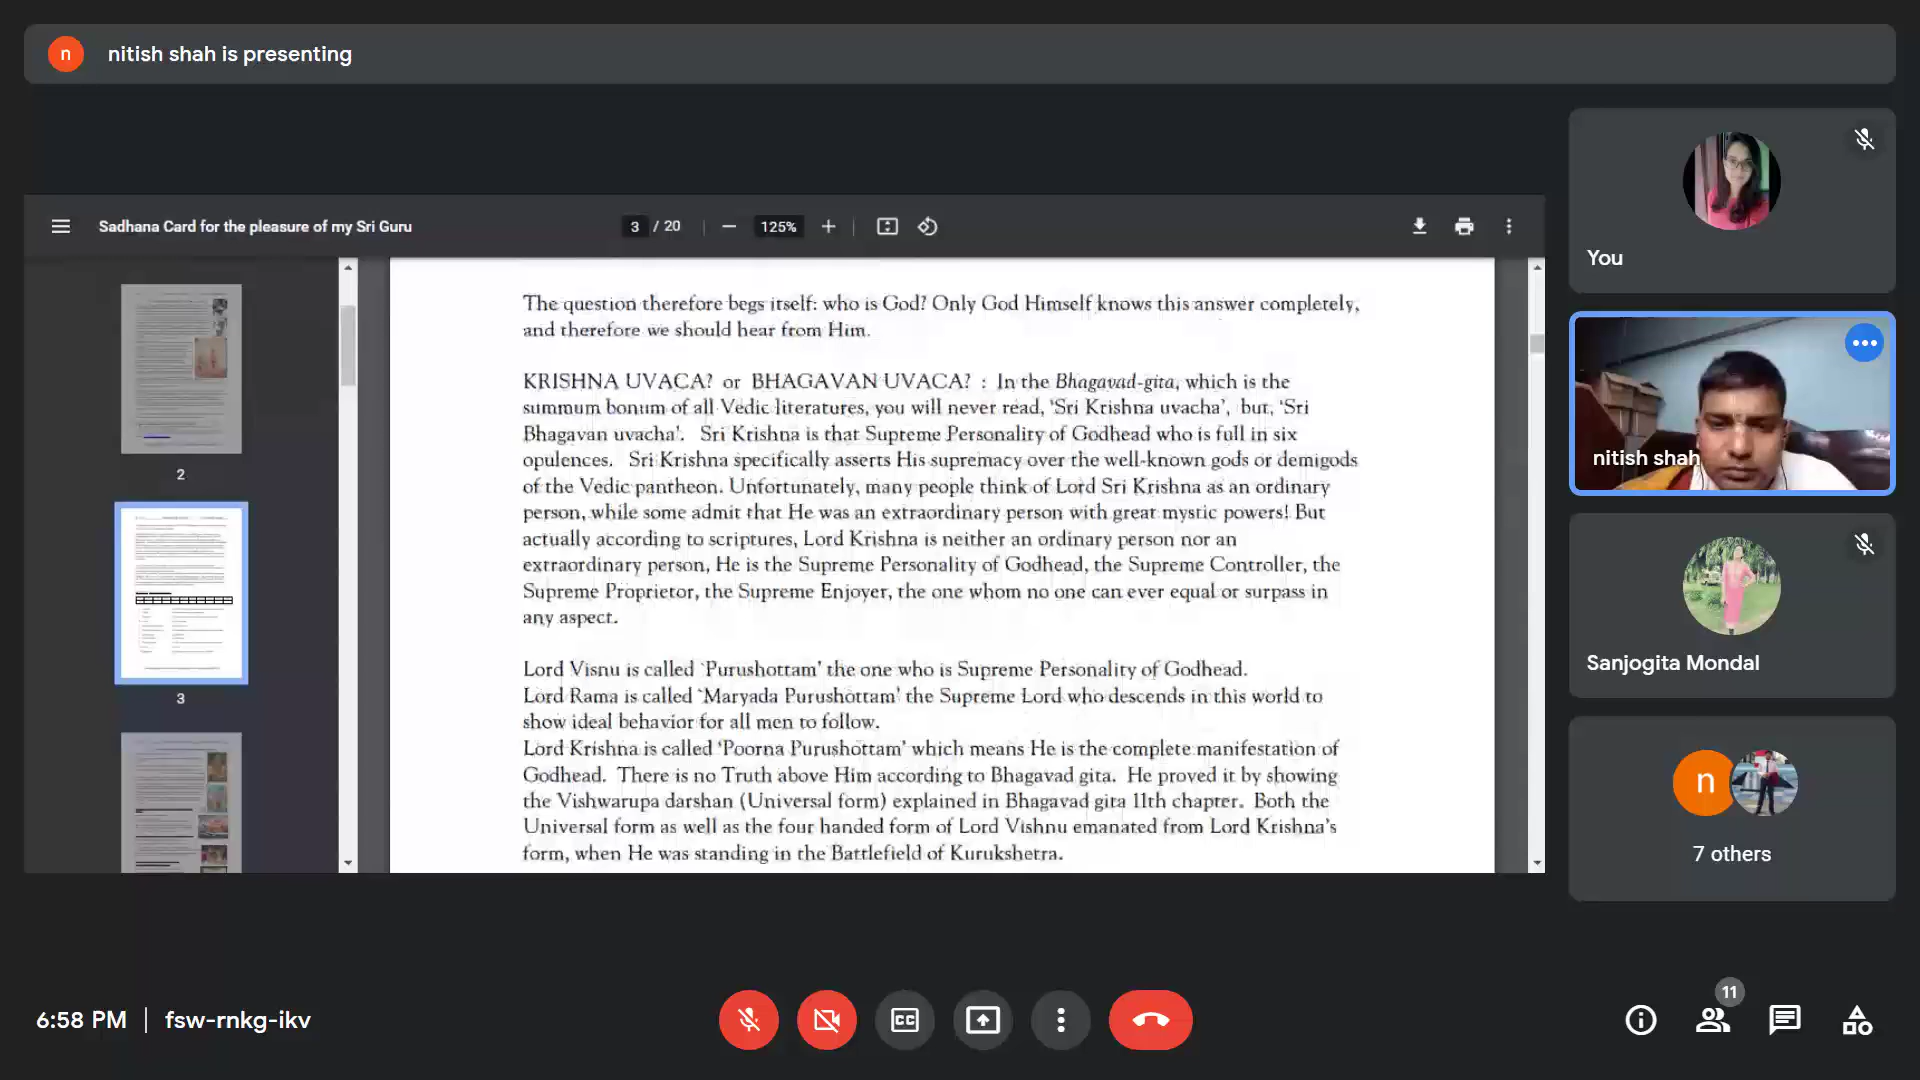 n
nitish shah is presenting
Sadhana Card for the pleasure of my Sri Guru
3 / 20
125%
The question therefore begs itself: who is God? Only God Himself knows this answer completely,
and therefore we should hear from Him.
KRISHNA UVACA? or BHAGAVAN UVACA? : In the Bhagavad-gita, which is the
summum bonum of all Vedic literatures, you will never read, 'Sri Krishna uvacha', but, 'Sri
Bhagavan uvacha'. Sri Krishna is that Supreme Personality of Godhead who is full in six
opulences. Sri Krishna specifically asserts His supremacy over the well-known gods or demigods
of the Vedic pantheon. Unfortunately, many people think of Lord Sri Krishna as an ordinary
person, while some admit that He was an extraordinary person with great mystic powers! But
actually according to scriptures, Lord Krishna is neither an ordinary person nor an
extraordinary person, He is the Supreme Personality of Godhead, the Supreme Controller, the
Supreme Proprietor, the Supreme Enjoyer, the one whom no one can ever equal or surpass in
any aspect.
Lord Visnu is called `Purushottam' the one who is Supreme Personality of Godhead.
Lord Rama is called `Maryada Purushottam' the Supreme Lord who descends in this world to
show ideal behavior for all men to follow.
Lord Krishna is called 'Poorna Purushottam' which means He is the complete manifestation of
Godhead. There is no Truth above Him according to Bhagavad gita. He proved it by showing
the Vishwarupa darshan (Universal form) explained in Bhagavad gita 11th chapter. Both the
Universal form as well as the four handed form of Lord Vishnu emanated from Lord Krishna's
form, when He was standing in the Battlefield of Kurukshetra.
2
3
You
nitish shah
Sanjogita Mondal
n
7 others
6:58 PM | fsw-rnkg-ikv
CC
11